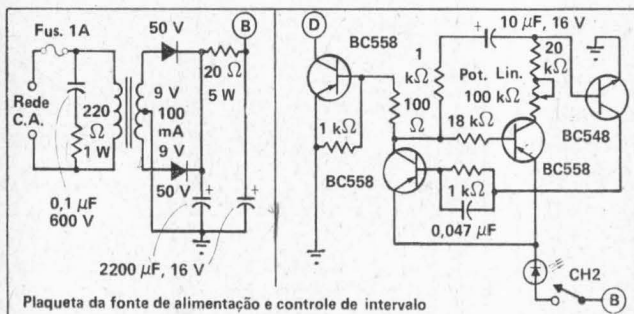 Fus. 1A
50 V
B
20 Ω
5 W
Rede
C.A.
220
Ω
1 W
9 V
100
mA
9 V
50 V
0,1 µF
600 V
2200 µF, 16 V
D
BC558
1 kΩ
1
kΩ
100
Ω
BC558
10 µF, 16 V
20
kΩ
Pot. Lin.
100 kΩ
18 kΩ
BC548
BC558
1 kΩ
0,047 µF
CH2
B
Plaqueta da fonte de alimentação e controle de intervalo